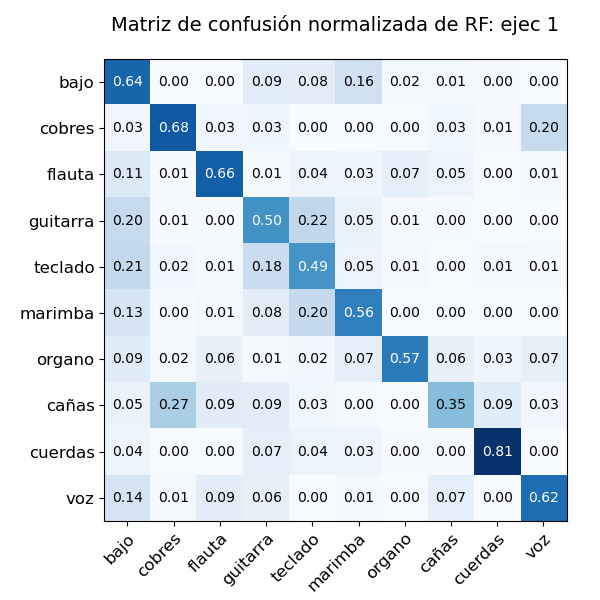 Matriz de confusión normalizada de RF: ejec 1
bajo 0.64 0.00 0.00 0.09 0.08 0.16 0.02 0.01 0.00 0.00
cobres 0.03 0.68 0.03 0.03 0.00 0.00 0.00 0.03 0.01 0.20
flauta 0.11 0.01 0.66 0.01 0.04 0.03 0.07 0.05 0.00 0.01
guitarra 0.20 0.01 0.00 0.50 0.22 0.05 0.01 0.00 0.00 0.00
teclado 0.21 0.02 0.01 0.18 0.49 0.05 0.01 0.00 0.01 0.01
marimba 0.13 0.00 0.01 0.08 0.20 0.56 0.00 0.00 0.00 0.00
organo 0.09 0.02 0.06 0.01 0.02 0.07 0.57 0.06 0.03 0.07
cañas 0.05 0.27 0.09 0.09 0.03 0.00 0.00 0.35 0.09 0.03
cuerdas 0.04 0.00 0.00 0.07 0.04 0.03 0.00 0.00 0.81 0.00
voz 0.14 0.01 0.09 0.06 0.00 0.01 0.00 0.07 0.00 0.62
bajo cobres flauta guitarra teclado marimba organo cañas cuerdas voz